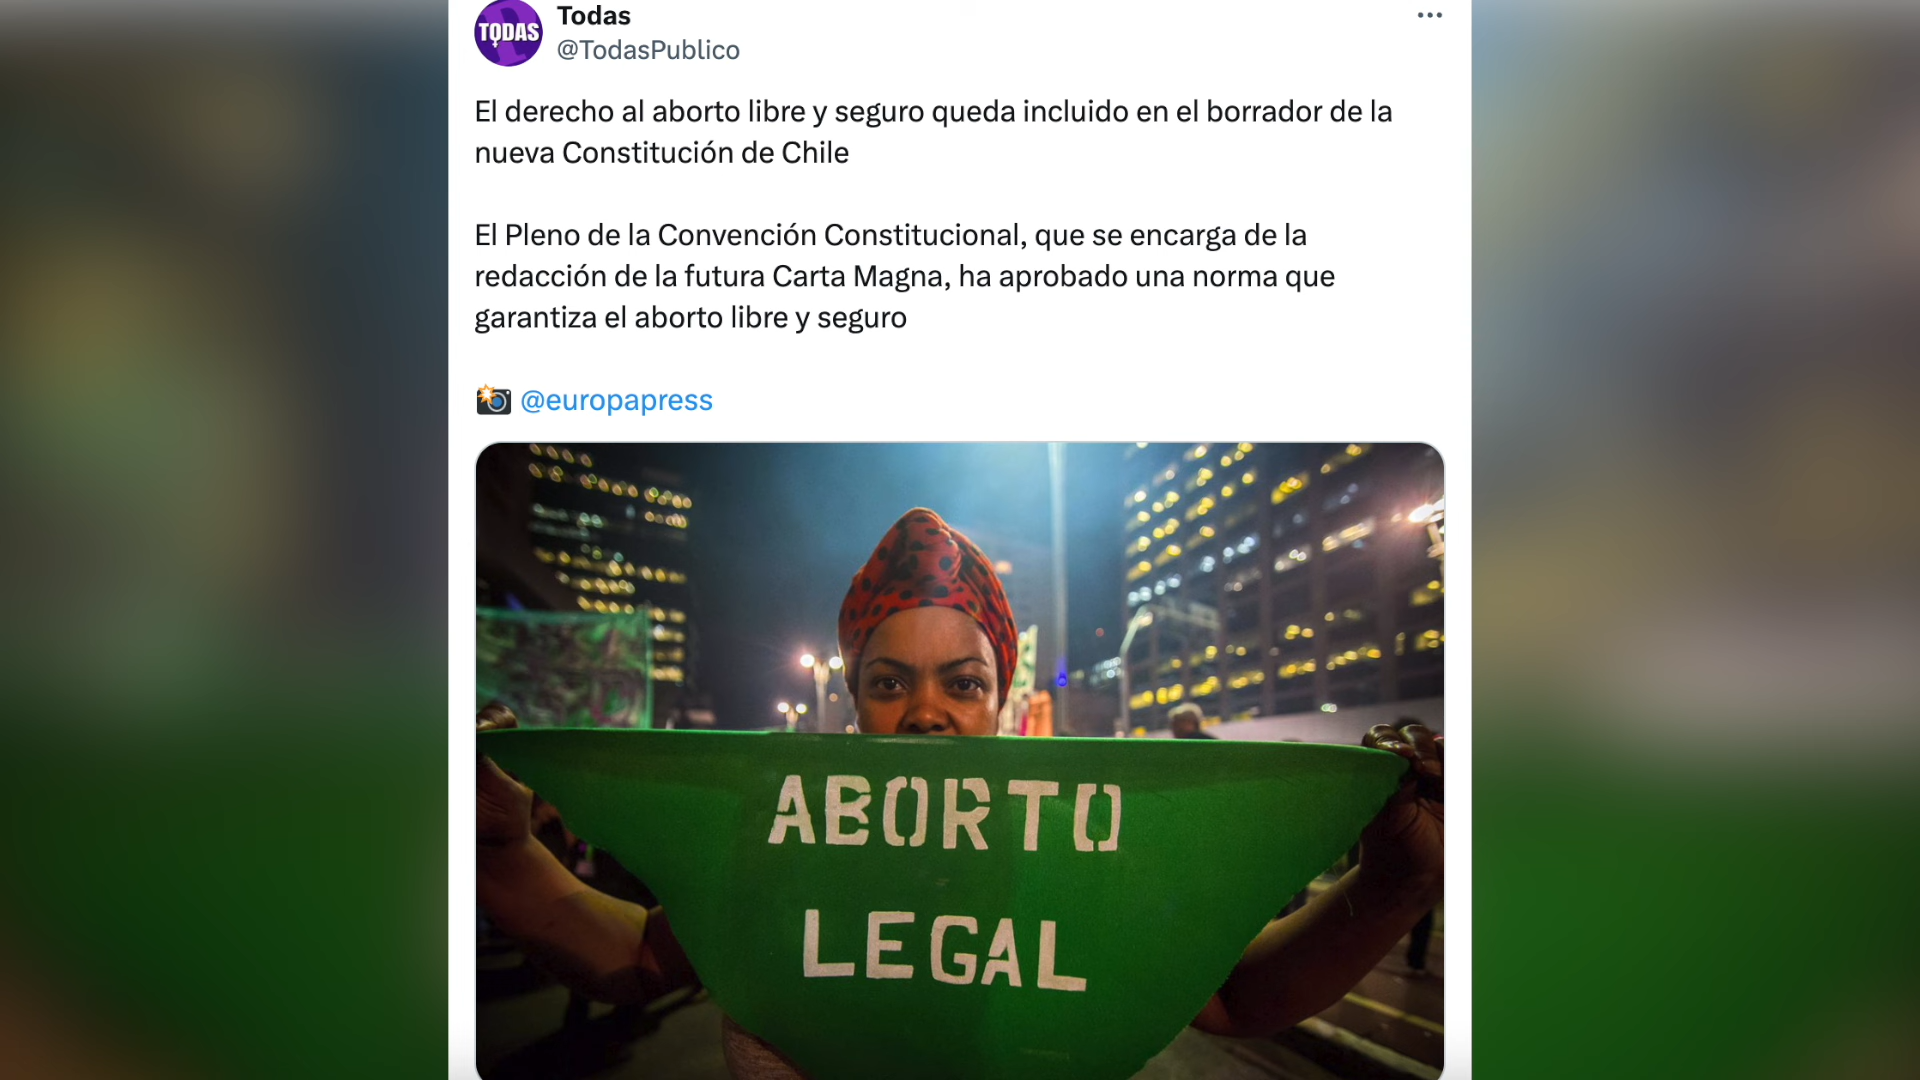 TODAS
Todas
@TodasPublico
El derecho al aborto libre y seguro queda incluido en el borrador de la
nueva Constitución de Chile
El Pleno de la Convención Constitucional, que se encarga de la
redacción de la futura Carta Magna, ha aprobado una norma que
garantiza el aborto libre y seguro
@europapress
ABORTO
LEGAL